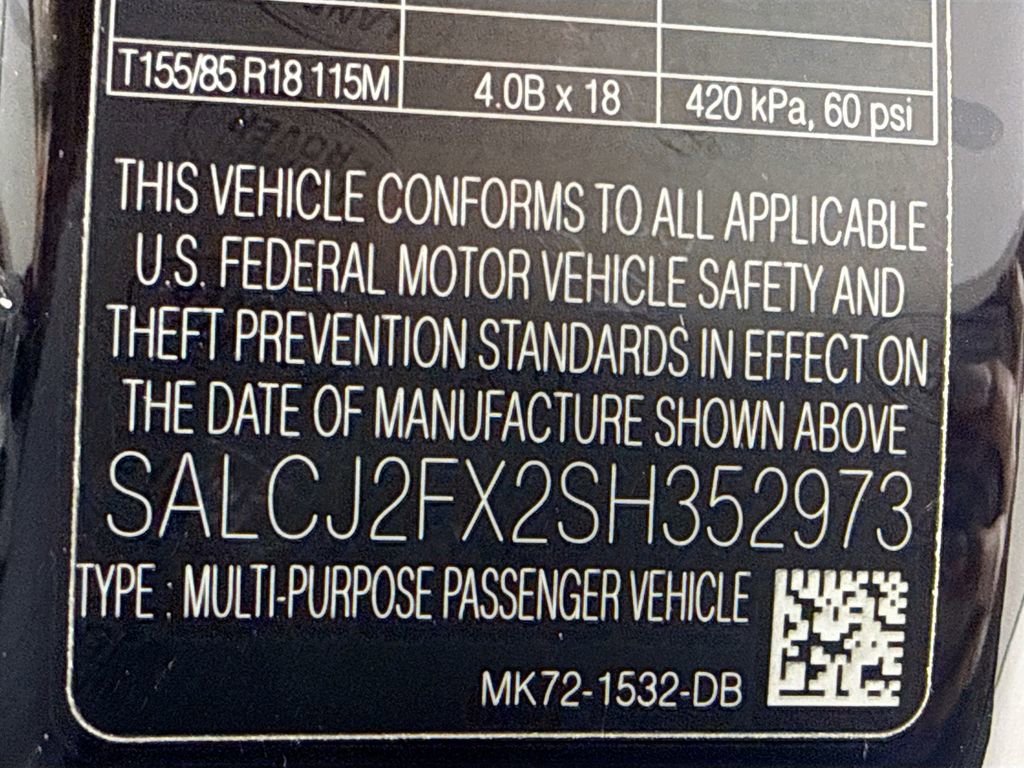 LAND
T155/85 R18 115M 4.0B x 18 420 kPa, 60 psi
ROVER
THIS VEHICLE CONFORMS TO ALL APPLICABLE
U.S. FEDERAL MOTOR VEHICLE SAFETY AND
THEFT PREVENTION STANDARDS IN EFFECT ON
THE DATE OF MANUFACTURE SHOWN ABOVE
SALCJ2FX2SH352973
TYPE : MULTI-PURPOSE PASSENGER VEHICLE
MK72-1532-DB